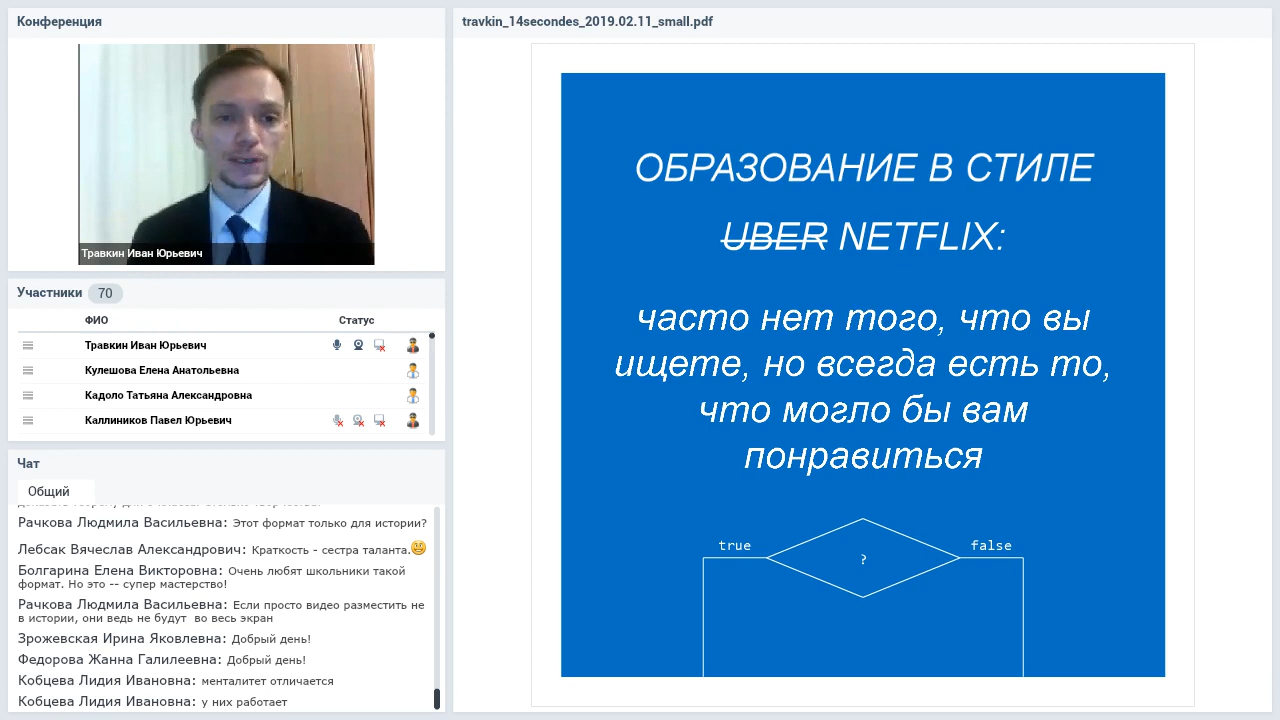 Конференция
Травкин Иван Юрьевич
Участники 70
ФИО Статус
Травкин Иван Юрьевич
Кулешова Елена Анатольевна
Кадоло Татьяна Александровна
Каллиников Павел Юрьевич
Чат
Общий
Рачкова Людмила Васильевна: Этот формат только для истории?
Лебсак Вячеслав Александрович: Краткость - сестра таланта.
Болгарина Елена Викторовна: Очень любят школьники такой
формат. Но это -- супер мастерство!
Рачкова Людмила Васильевна: Если просто видео разместить не
в истории, они ведь не будут во весь экран
Зрожевская Ирина Яковлевна: Добрый день!
Федорова Жанна Галилеевна: Добрый день!
Кобцева Лидия Ивановна: менталитет отличается
Кобцева Лидия Ивановна: у них работает
travkin_14secondes_2019.02.11_small.pdf
ОБРАЗОВАНИЕ В СТИЛЕ
UBER NETFLIX:
часто нет того, что вы
ищете, но всегда есть то,
что могло бы вам
понравиться
true ? false